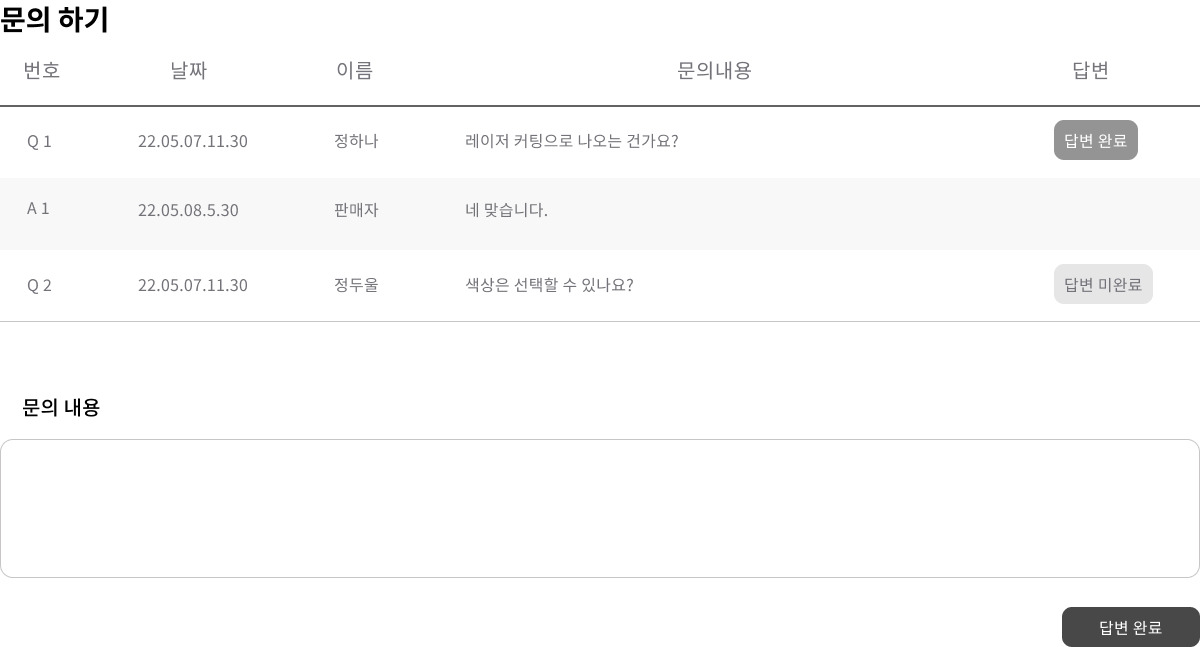 문의 하기
번호 날짜 이름 문의내용 답변
Q 1 22.05.07.11.30 정하나 레이저 커팅으로 나오는 건가요? 답변 완료
A 1 22.05.08.5.30 판매자 네 맞습니다.
Q 2 22.05.07.11.30 정두울 색상은 선택할 수 있나요? 답변 미완료
문의 내용
답변 완료